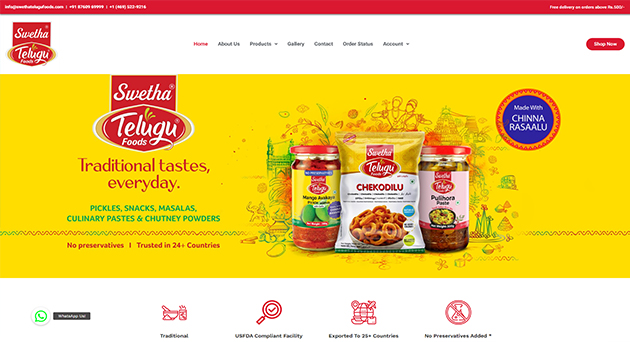 info@swethatelugufoods.com | +91 87609 69999 | +1 (469) 522-9216
Free delivery on orders above Rs.500/-
Swetha
Telugu
Foods
Home About Us Products Gallery Contact Order Status Account
Shop Now
Swetha
Telugu
Foods
Traditional tastes,
everyday.
PICKLES, SNACKS, MASALAS,
CULINARY PASTES & CHUTNEY POWDERS
No preservatives I Trusted in 24+ Countries
Made With
CHINNA
RASAALU
NO PRESERVATIVES
Swetha
Telugu
Mango Avakaya
Swetha
Telugu
Foods
CHEKODILU
Swetha
Telugu
Pulihora
Paste
WhatsApp Us!
Traditional
USFDA Compliant Facility
Exported To 25+ Countries
No Preservatives Added *